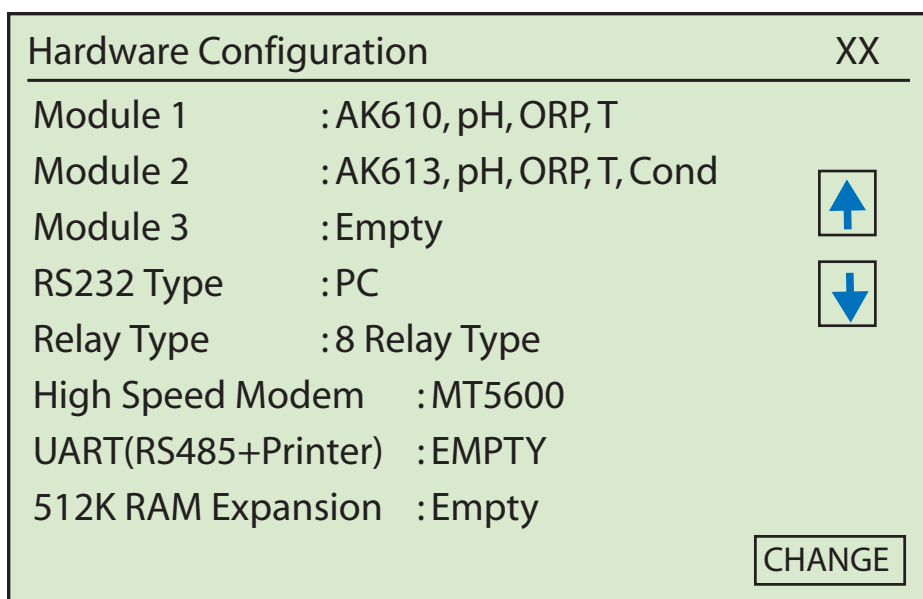 Hardware Configuration XX
Module 1 : AK610, pH, ORP, T
Module 2 : AK613, pH, ORP, T, Cond
Module 3 : Empty
RS232 Type : PC
Relay Type : 8 Relay Type
High Speed Modem : MT5600
UART(RS485+Printer) : EMPTY
512K RAM Expansion : Empty
CHANGE